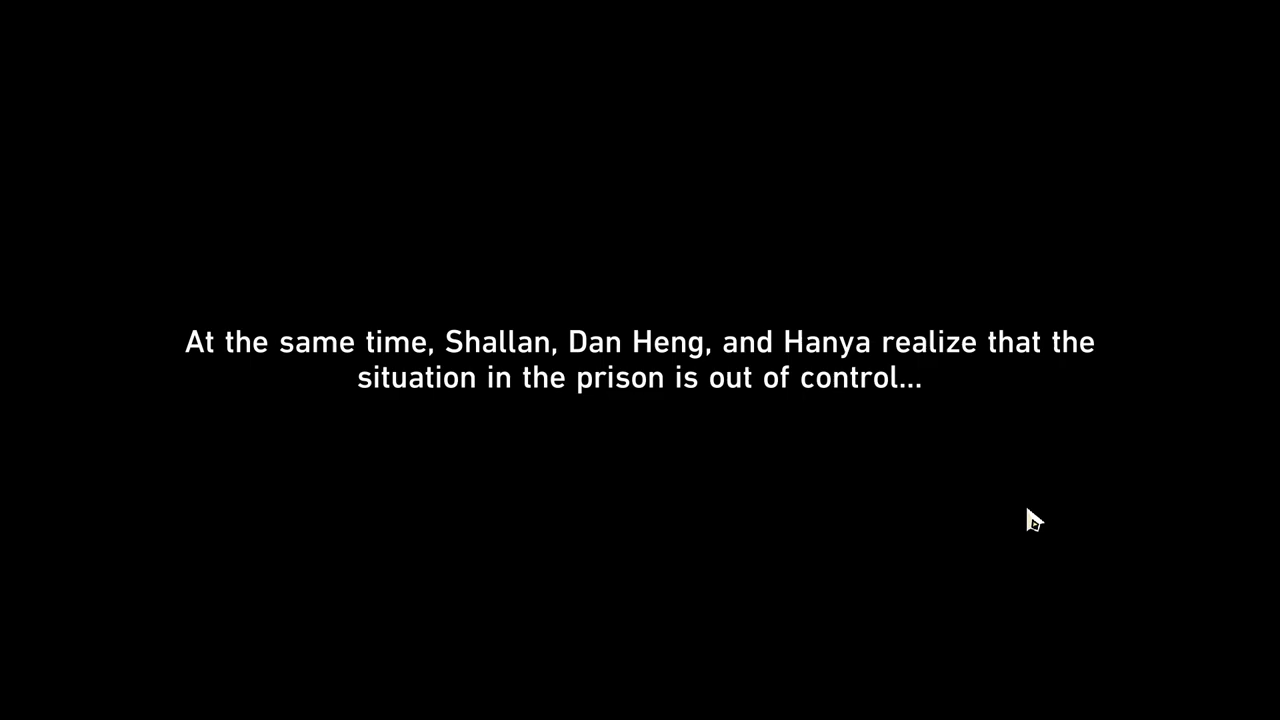 At the same time, Shallan, Dan Heng, and Hanya realize that the
situation in the prison is out of control...